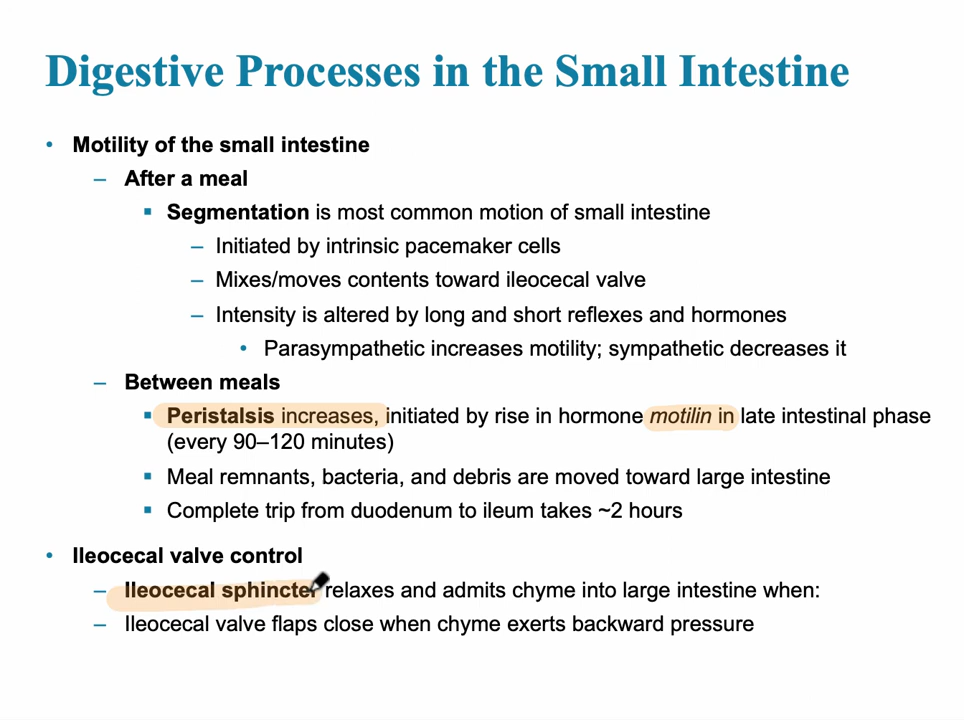 Digestive Processes in the Small Intestine
• Motility of the small intestine
– After a meal
▪ Segmentation is most common motion of small intestine
– Initiated by intrinsic pacemaker cells
– Mixes/moves contents toward ileocecal valve
– Intensity is altered by long and short reflexes and hormones
• Parasympathetic increases motility; sympathetic decreases it
– Between meals
▪ Peristalsis increases, initiated by rise in hormone motilin in late intestinal phase
(every 90–120 minutes)
▪ Meal remnants, bacteria, and debris are moved toward large intestine
▪ Complete trip from duodenum to ileum takes ~2 hours
• Ileocecal valve control
– Ileocecal sphincter relaxes and admits chyme into large intestine when:
– Ileocecal valve flaps close when chyme exerts backward pressure